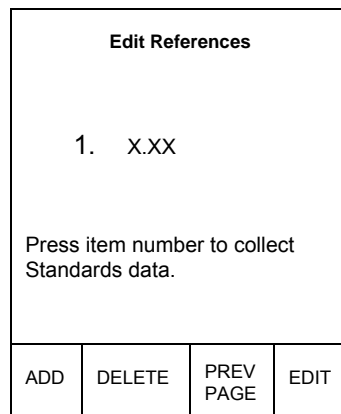 Edit References
1. X.XX
Press item number to collect
Standards data.
ADD DELETE PREV PAGE EDIT